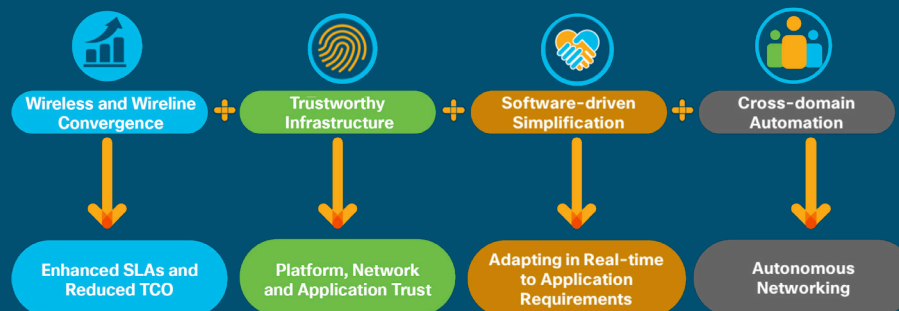 Wireless and Wireline
Convergence
Trustworthy
Infrastructure
Software-driven
Simplification
Cross-domain
Automation
Enhanced SLAs and
Reduced TCO
Platform, Network
and Application Trust
Adapting in Real-time
to Application
Requirements
Autonomous
Networking